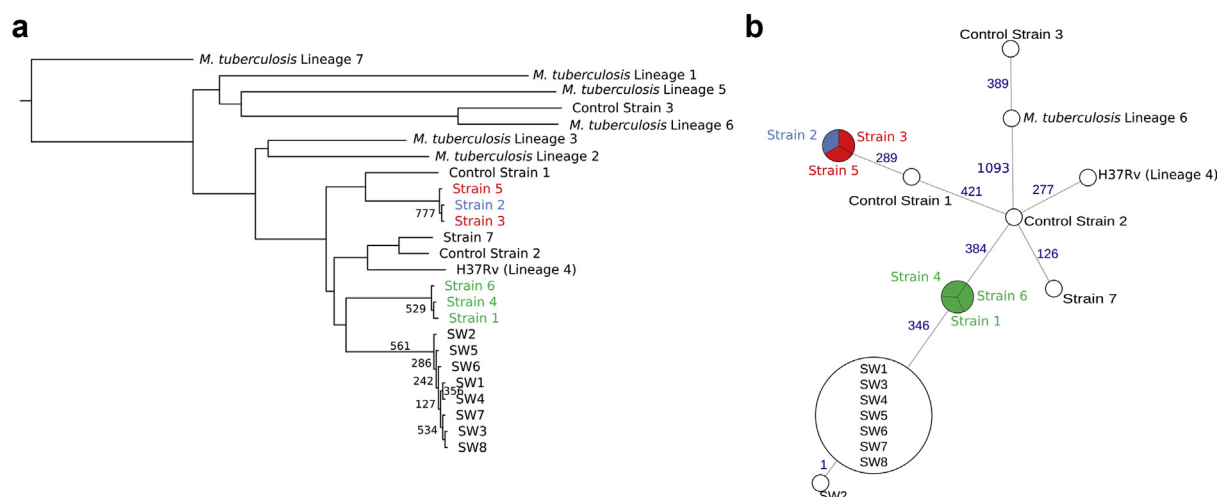 a
M. tuberculosis Lineage 7
M. tuberculosis Lineage 1
M. tuberculosis Lineage 5
Control Strain 3
M. tuberculosis Lineage 6
M. tuberculosis Lineage 3
M. tuberculosis Lineage 2
Control Strain 1
Strain 5
Strain 2
777
Strain 3
Strain 7
Control Strain 2
H37Rv (Lineage 4)
Strain 6
Strain 4
529
Strain 1
SW2
561
SW5
286
SW6
242
SW1
356
SW4
127
SW7
534
SW3
SW8
b
Control Strain 3
389
M. tuberculosis Lineage 6
Strain 2
Strain 3
Strain 5
289
1093
H37Rv (Lineage 4)
277
421
Control Strain 1
Control Strain 2
384
126
Strain 4
Strain 6
Strain 7
Strain 1
346
SW1
SW3
SW4
SW5
SW6
SW7
SW8
1
SW2